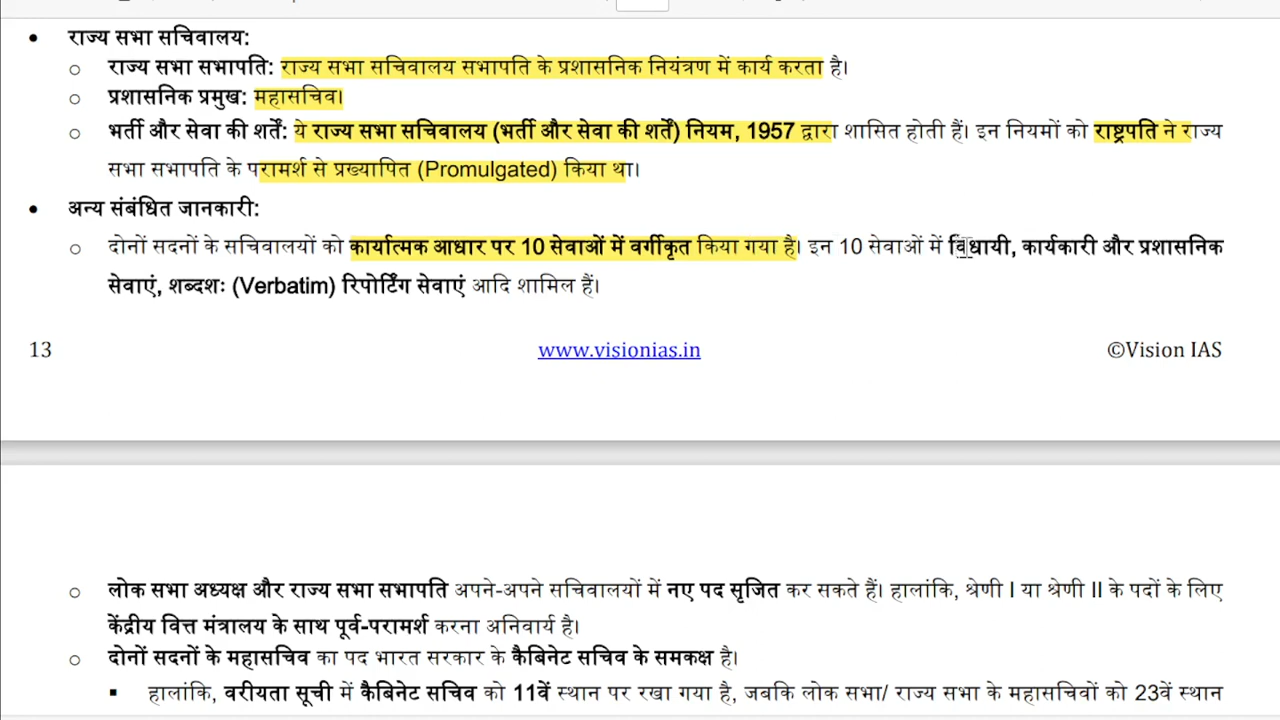 राज्य सभा सचिवालय:
राज्य सभा सभापति: राज्य सभा सचिवालय सभापति के प्रशासनिक नियंत्रण में कार्य करता है।
प्रशासनिक प्रमुख: महासचिव।
भर्ती और सेवा की शर्तें: ये राज्य सभा सचिवालय (भर्ती और सेवा की शर्तें) नियम, 1957 द्वारा शासित होती हैं। इन नियमों को राष्ट्रपति ने राज्य
सभा सभापति के परामर्श से प्रख्यापित (Promulgated) किया था।
अन्य संबंधित जानकारी:
दोनों सदनों के सचिवालयों को कार्यात्मक आधार पर 10 सेवाओं में वर्गीकृत किया गया है। इन 10 सेवाओं में विधायी, कार्यकारी और प्रशासनिक
सेवाएं, शब्दशः (Verbatim) रिपोर्टिंग सेवाएं आदि शामिल हैं।
13 www.visionias.in ©Vision IAS
लोक सभा अध्यक्ष और राज्य सभा सभापति अपने-अपने सचिवालयों में नए पद सृजित कर सकते हैं। हालांकि, श्रेणी I या श्रेणी II के पदों के लिए
केंद्रीय वित्त मंत्रालय के साथ पूर्व-परामर्श करना अनिवार्य है।
दोनों सदनों के महासचिव का पद भारत सरकार के कैबिनेट सचिव के समकक्ष है।
हालांकि, वरीयता सूची में कैबिनेट सचिव को 11वें स्थान पर रखा गया है, जबकि लोक सभा/ राज्य सभा के महासचिवों को 23वें स्थान